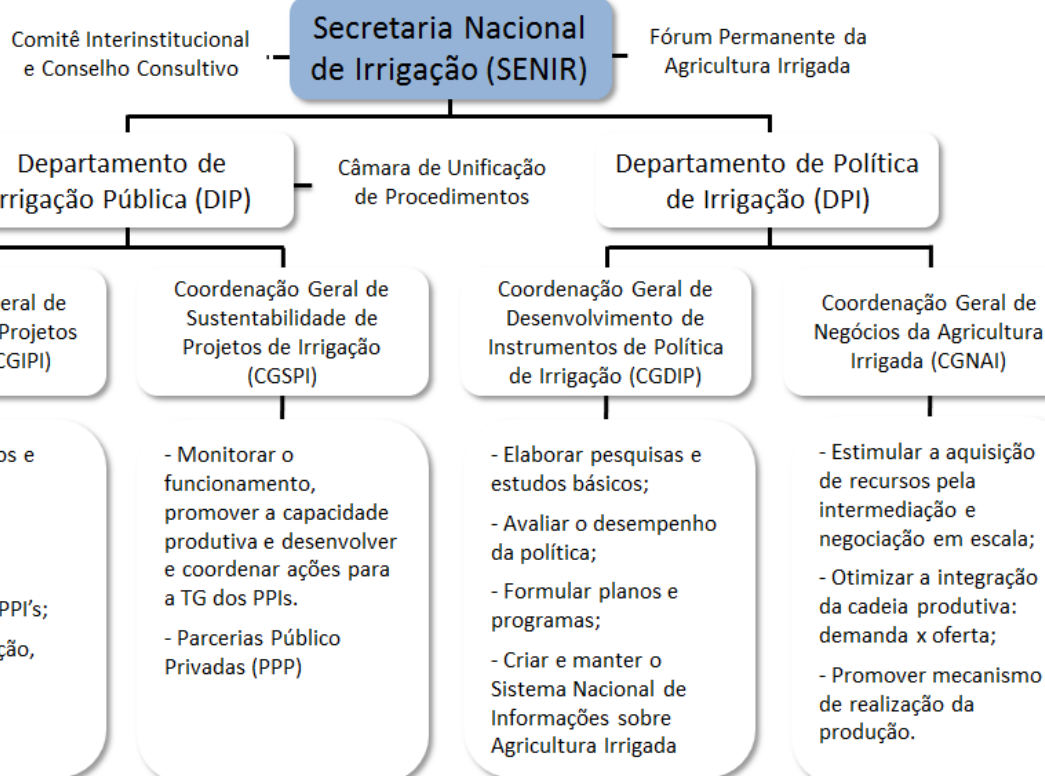 Comitê Interinstitucional
e Conselho Consultivo
Secretaria Nacional
de Irrigação (SENIR)
Fórum Permanente da
Agricultura Irrigada
Departamento de
Irrigação Pública (DIP)
Câmara de Unificação
de Procedimentos
Departamento de Política
de Irrigação (DPI)
eral de
Projetos
CGIPI)
Coordenação Geral de
Sustentabilidade de
Projetos de Irrigação
(CGSPI)
Coordenação Geral de
Desenvolvimento de
Instrumentos de Política
de Irrigação (CGDIP)
Coordenação Geral de
Negócios da Agricultura
Irrigada (CGNAI)
os e
PPI’s;
ção,
- Monitorar o
funcionamento,
promover a capacidade
produtiva e desenvolver
e coordenar ações para
a TG dos PPIs.
- Parcerias Público
Privadas (PPP)
- Elaborar pesquisas e
estudos básicos;
- Avaliar o desempenho
da política;
- Formular planos e
programas;
- Criar e manter o
Sistema Nacional de
Informações sobre
Agricultura Irrigada
- Estimular a aquisição
de recursos pela
intermediação e
negociação em escala;
- Otimizar a integração
da cadeia produtiva:
demanda x oferta;
- Promover mecanismo
de realização da
produção.